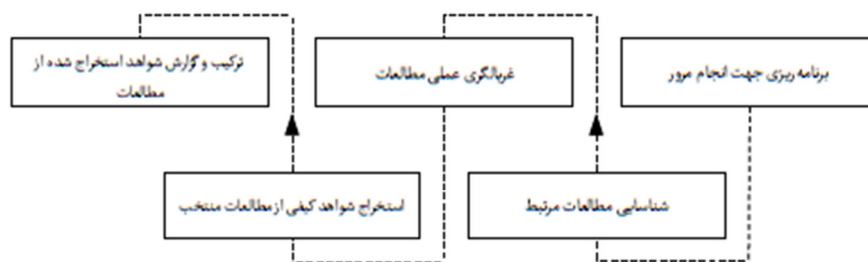 برنامه ریزی جهت انجام مرور
شناسایی مطالعات مرتبط
غربالگری عملی مطالعات
استخراج شواهد کیفی از مطالعات منتخب
ترکیب و گزارش شواهد استخراج شده از
مطالعات